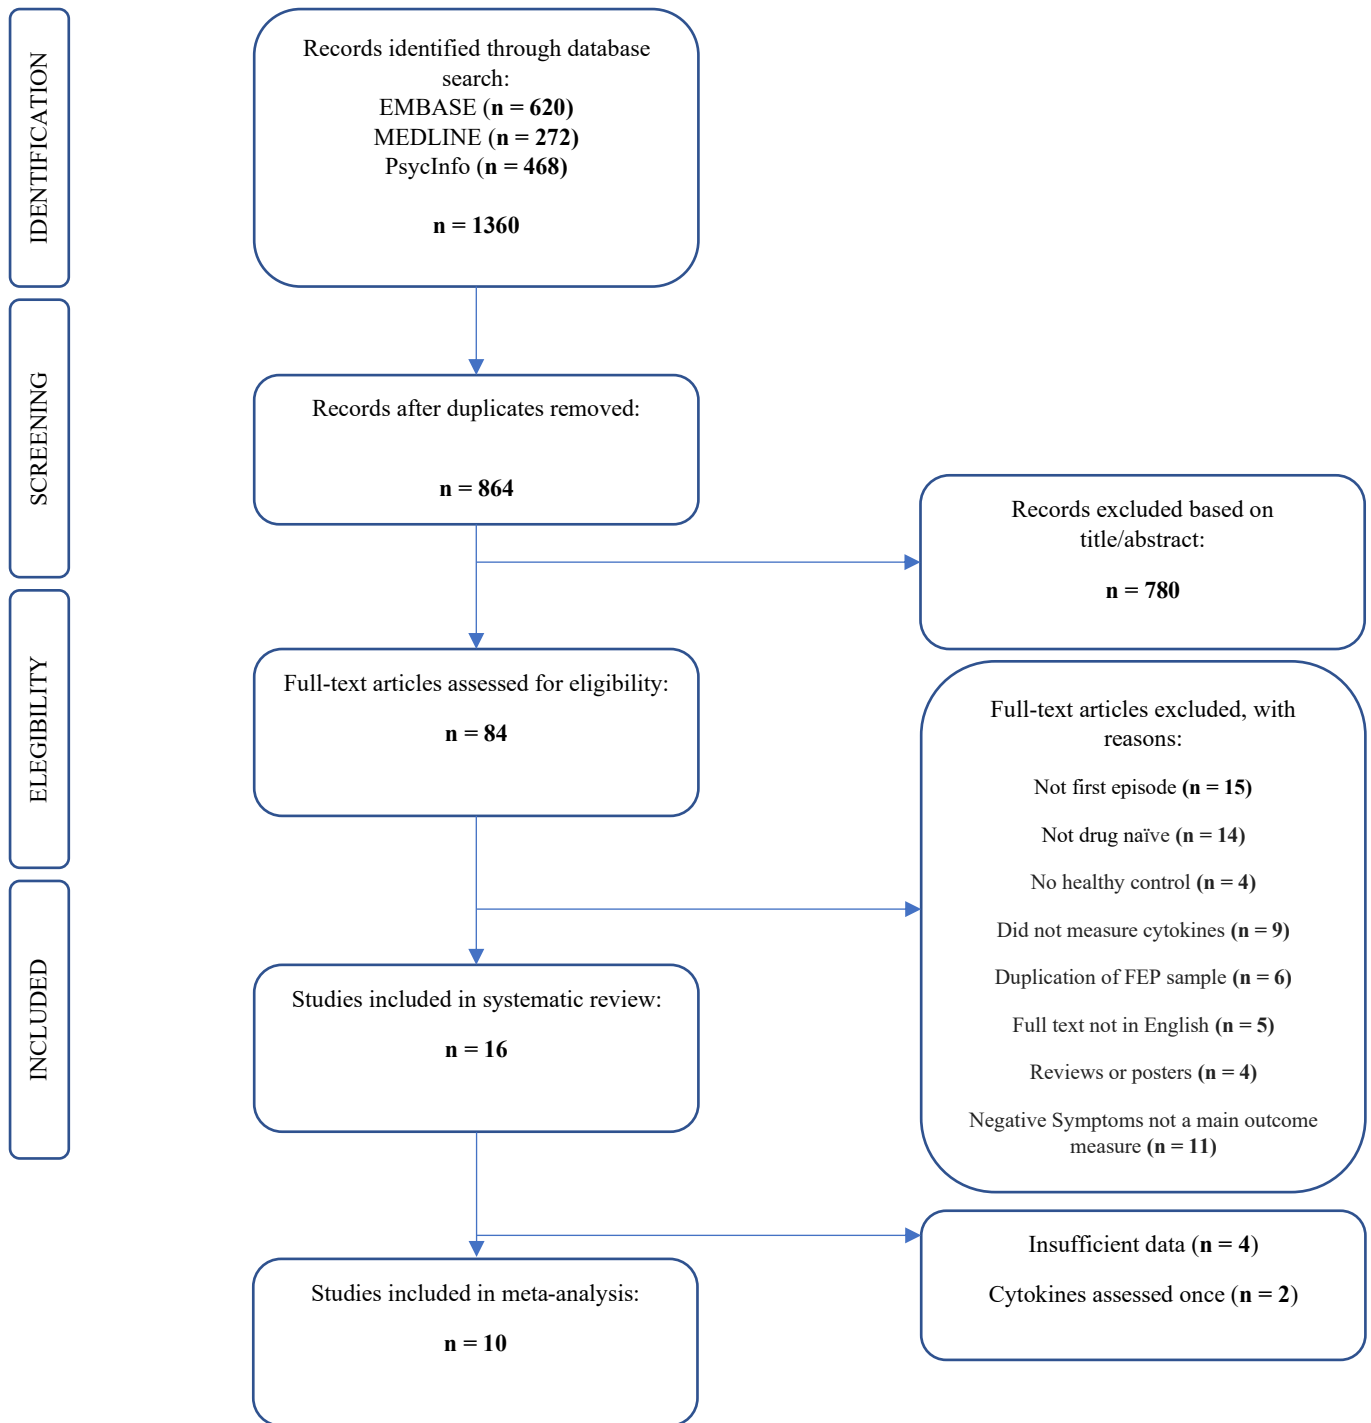 IDENTIFICATION
Records identified through database
search:
EMBASE (n = 620)
MEDLINE (n = 272)
PsycInfo (n = 468)
n = 1360
SCREENING
Records after duplicates removed:
n = 864
Records excluded based on
title/abstract:
n = 780
ELEGIBILITY
Full-text articles assessed for eligibility:
n = 84
Full-text articles excluded, with
reasons:
Not first episode (n = 15)
Not drug naïve (n = 14)
No healthy control (n = 4)
Did not measure cytokines (n = 9)
Duplication of FEP sample (n = 6)
Full text not in English (n = 5)
Reviews or posters (n = 4)
Negative Symptoms not a main outcome
measure (n = 11)
INCLUDED
Studies included in systematic review:
n = 16
Insufficient data (n = 4)
Cytokines assessed once (n = 2)
Studies included in meta-analysis:
n = 10